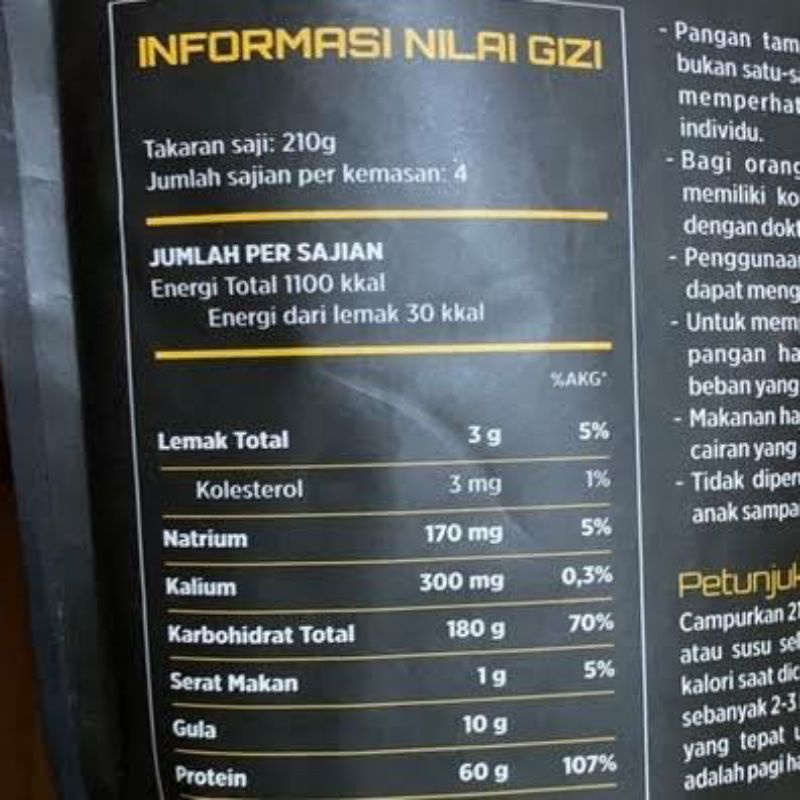 INFORMASI NILAI GIZI
Takaran saji: 210g
Jumlah sajian per kemasan: 4
JUMLAH PER SAJIAN
Energi Total 1100 kkal
Energi dari lemak 30 kkal
%AKG*
Lemak Total 3 g 5%
Kolesterol 3 mg 1%
Natrium 170 mg 5%
Kalium 300 mg 0,3%
Karbohidrat Total 180 g 70%
Serat Makan 1 g 5%
Gula 10 g
Protein 60 g 107%
- Pangan tam
bukan satu-sa
memperhat
individu.
- Bagi orang
memiliki ko
dengan dokt
- Penggunaan
dapat meng
- Untuk mem
pangan ha
beban yang
- Makanan ha
cairan yang
- Tidak diper
anak sampa
Petunjuk
Campurkan 2
atau susu se
kalori saat dic
sebanyak 2-3
yang tepat u
adalah pagi ha